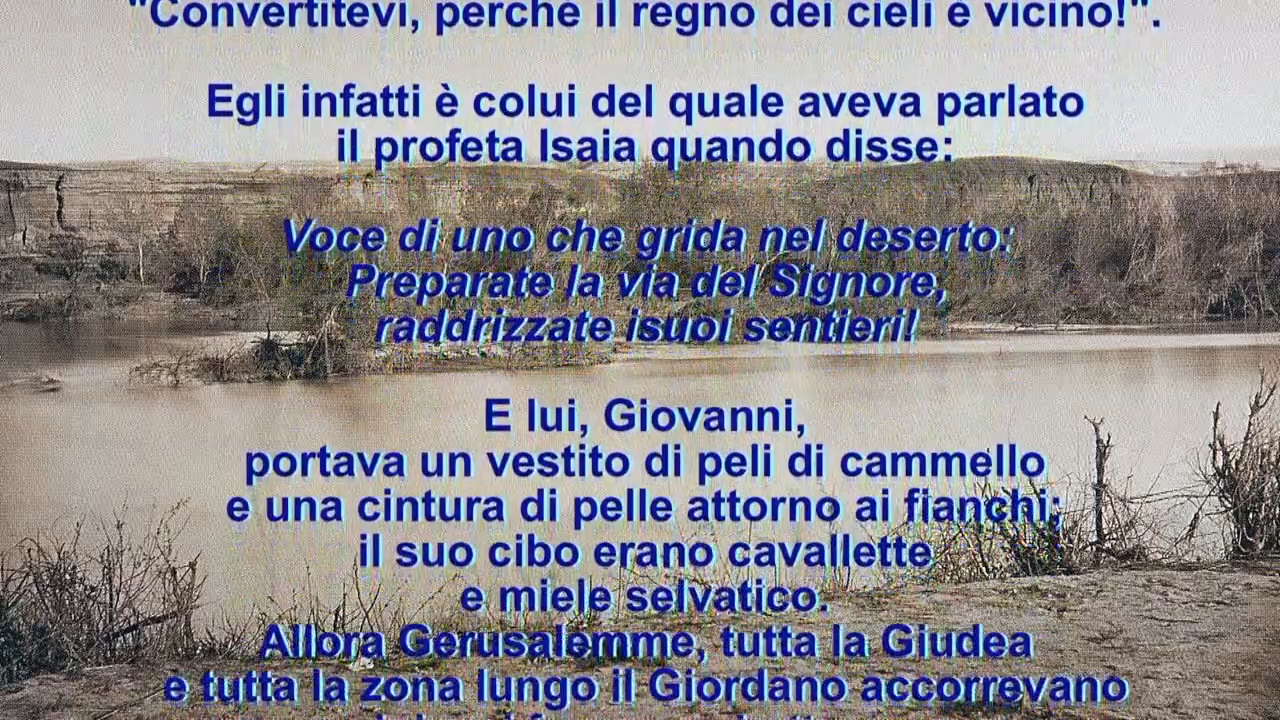 "Convertitevi, perché il regno dei cieli è vicino!".
Egli infatti è colui del quale aveva parlato
il profeta Isaia quando disse:
Voce di uno che grida nel deserto:
Preparate la via del Signore,
raddrizzate isuoi sentieri!
E lui, Giovanni,
portava un vestito di peli di cammello
e una cintura di pelle attorno ai fianchi;
il suo cibo erano cavallette
e miele selvatico.
Allora Gerusalemme, tutta la Giudea
e tutta la zona lungo il Giordano accorrevano